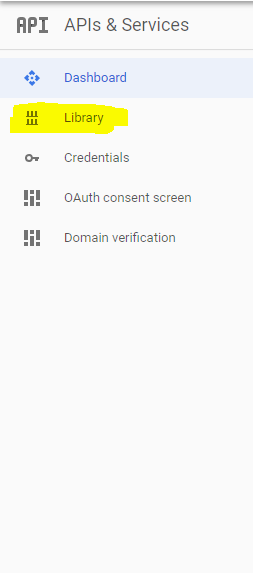 API APIs & Services
Dashboard
Library
Credentials
OAuth consent screen
Domain verification